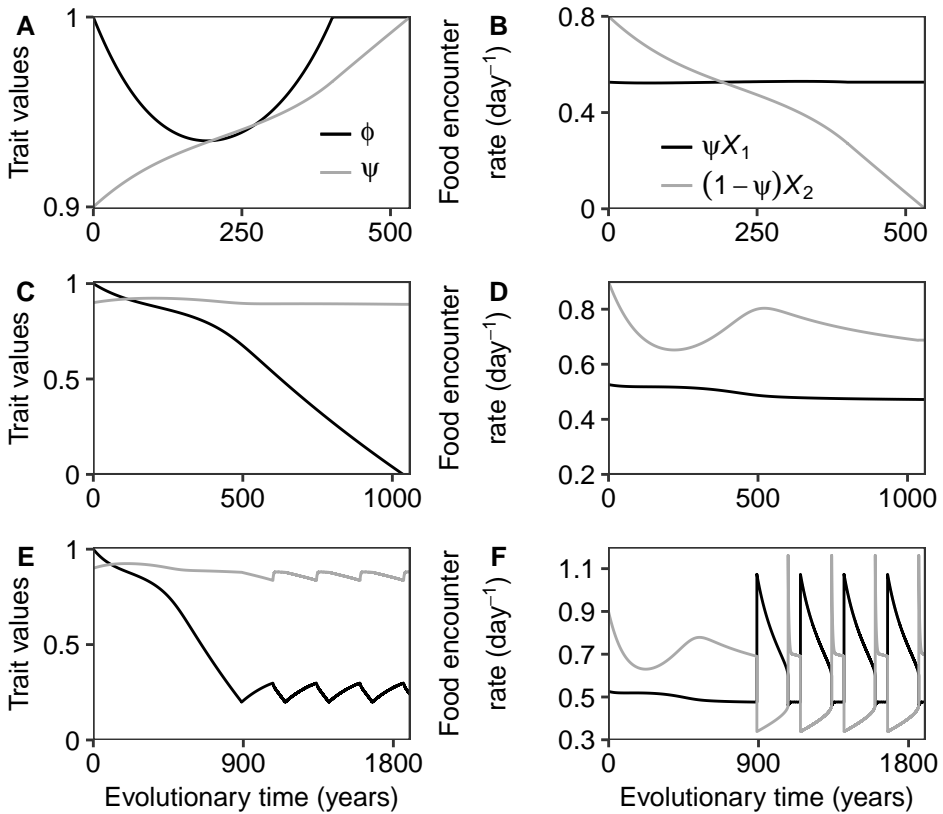 A
Trait values
1
0.9
0
250
500
ϕ
ψ
B
Food encounter
rate (day⁻¹)
0.8
0.4
0
0
250
500
ψX₁
(1 − ψ)X₂
C
Trait values
1
0.5
0
0
500
1000
D
Food encounter
rate (day⁻¹)
0.8
0.6
0.4
0.2
0
500
1000
E
Trait values
1
0.5
0
0
900
1800
Evolutionary time (years)
F
Food encounter
rate (day⁻¹)
1.1
0.9
0.7
0.5
0.3
0
900
1800
Evolutionary time (years)